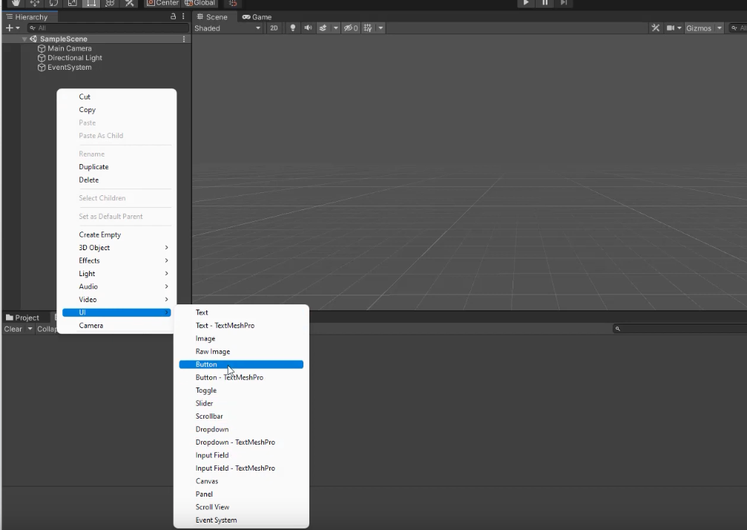 Center Global
Hierarchy
All
SampleScene
Main Camera
Directional Light
EventSystem
Scene Game
Shaded 2D 0 Gizmos All
Cut
Copy
Paste
Paste As Child
Rename
Duplicate
Delete
Select Children
Set as Default Parent
Create Empty
3D Object
Effects
Light
Audio
Video
UI
Camera
Text
Text - TextMeshPro
Image
Raw Image
Button
Button - TextMeshPro
Toggle
Slider
Scrollbar
Dropdown
Dropdown - TextMeshPro
Input Field
Input Field - TextMeshPro
Canvas
Panel
Scroll View
Event System
Project
Clear Collap